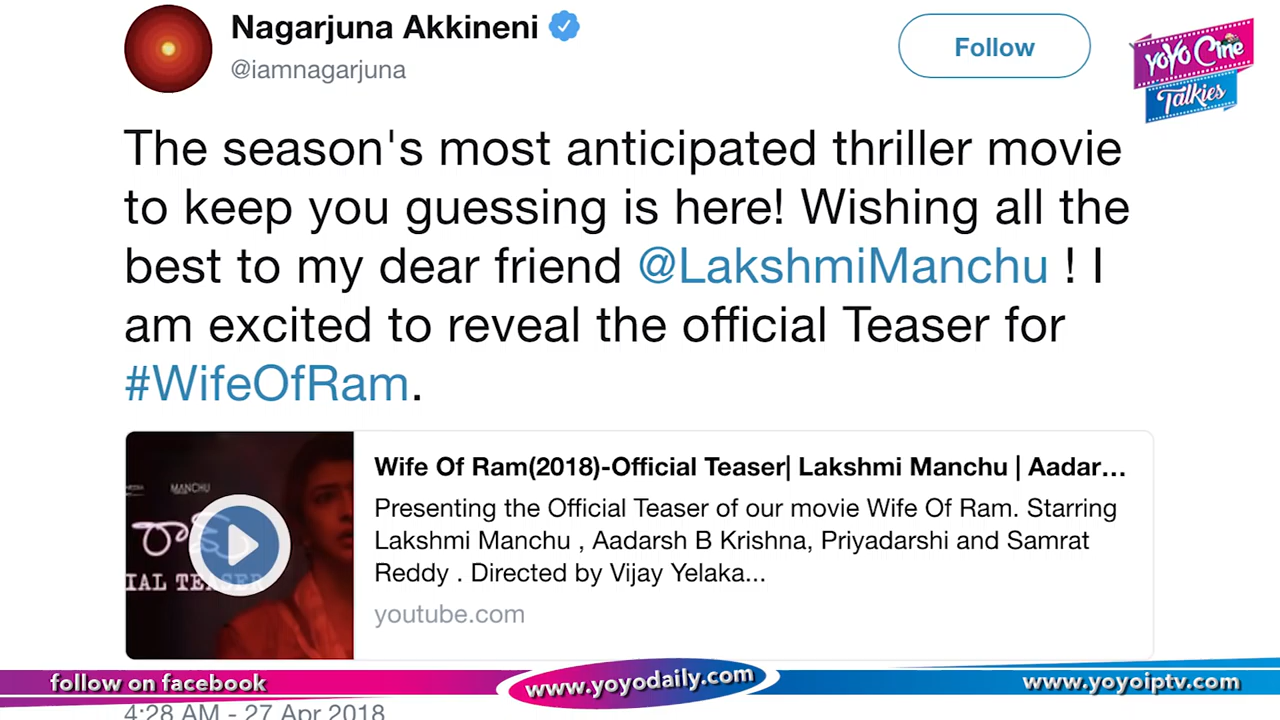 Nagarjuna Akkineni
@iamnagarjuna
Follow
YOYO Cine
Talkies
The season's most anticipated thriller movie
to keep you guessing is here! Wishing all the
best to my dear friend @LakshmiManchu ! I
am excited to reveal the official Teaser for
#WifeOfRam.
MANCHU
IAL TEASER
Wife Of Ram(2018)-Official Teaser| Lakshmi Manchu | Aadar...
Presenting the Official Teaser of our movie Wife Of Ram. Starring
Lakshmi Manchu , Aadarsh B Krishna, Priyadarshi and Samrat
Reddy . Directed by Vijay Yelaka...
youtube.com
follow on facebook
www.yoyodaily.com
www.yoyoiptv.com
4:28 AM - 27 Apr 2018